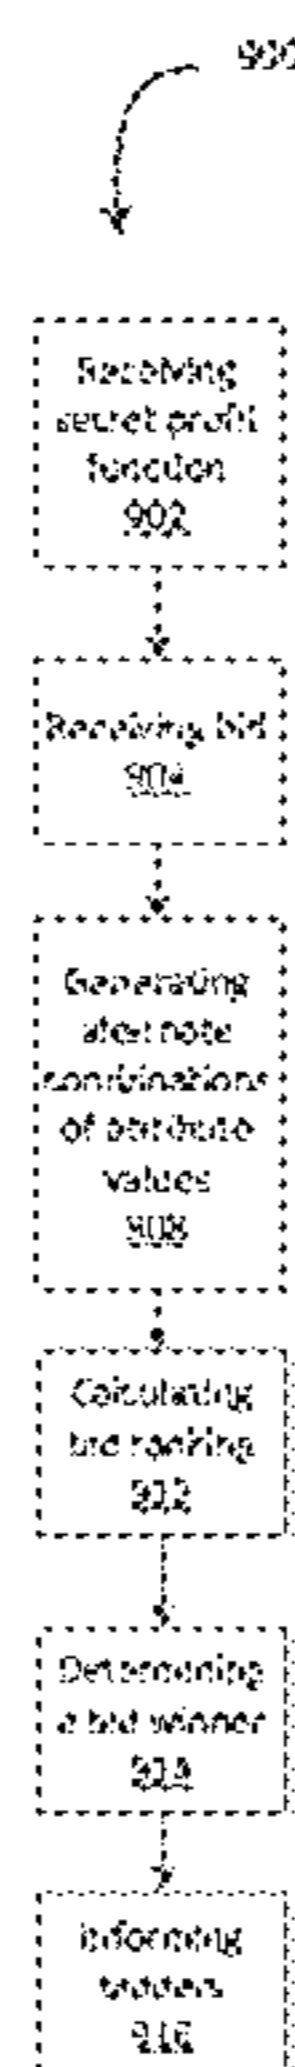 900
Receiving
secret profit
function
902
Receiving bid
904
Generating
alternate
combinations
of attribute
values
908
Calculating
bid ranking
912
Determining
a bid winner
914
Informing
916